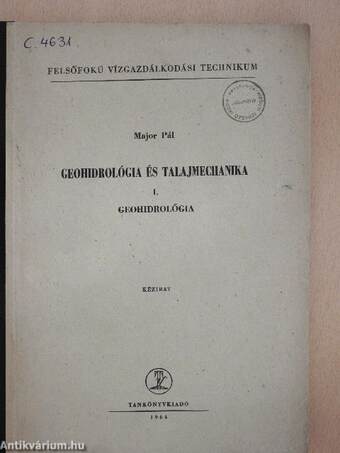 C. 4631
FELSŐFOKÚ VÍZGAZDÁLKODÁSI TECHNIKUM
Major Pál
GEOHIDROLÓGIA ÉS TALAJMECHANIKA
I.
GEOHIDROLÓGIA
KÉZIRAT
TANKÖNYVKIADÓ
Antikvárium.hu